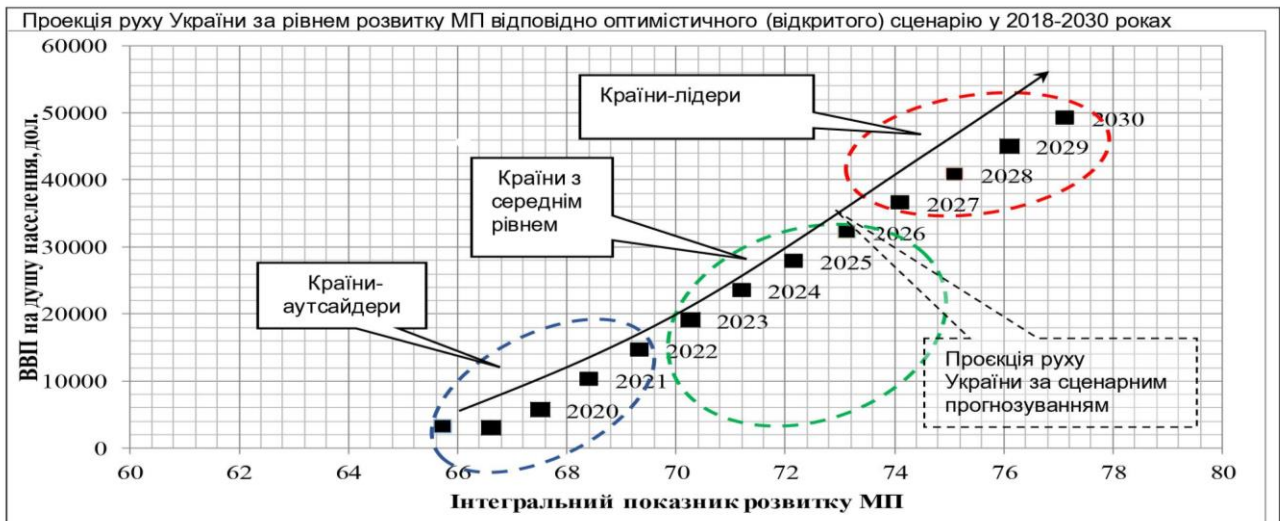 Проекція руху України за рівнем розвитку МП відповідно оптимістичного (відкритого) сценарію у 2018-2030 роках
ВВП на душу населення, дол.
60000
50000
40000
30000
20000
10000
0
Країни-лідери
Країни з
середнім
рівнем
Країни-
аутсайдери
2030
2029
2028
2027
2026
2025
2024
2023
2022
2021
2020
Проєкція руху
України за сценарним
прогнозуванням
60
62
64
66
68
70
72
74
76
78
80
Інтегральний показник розвитку МП